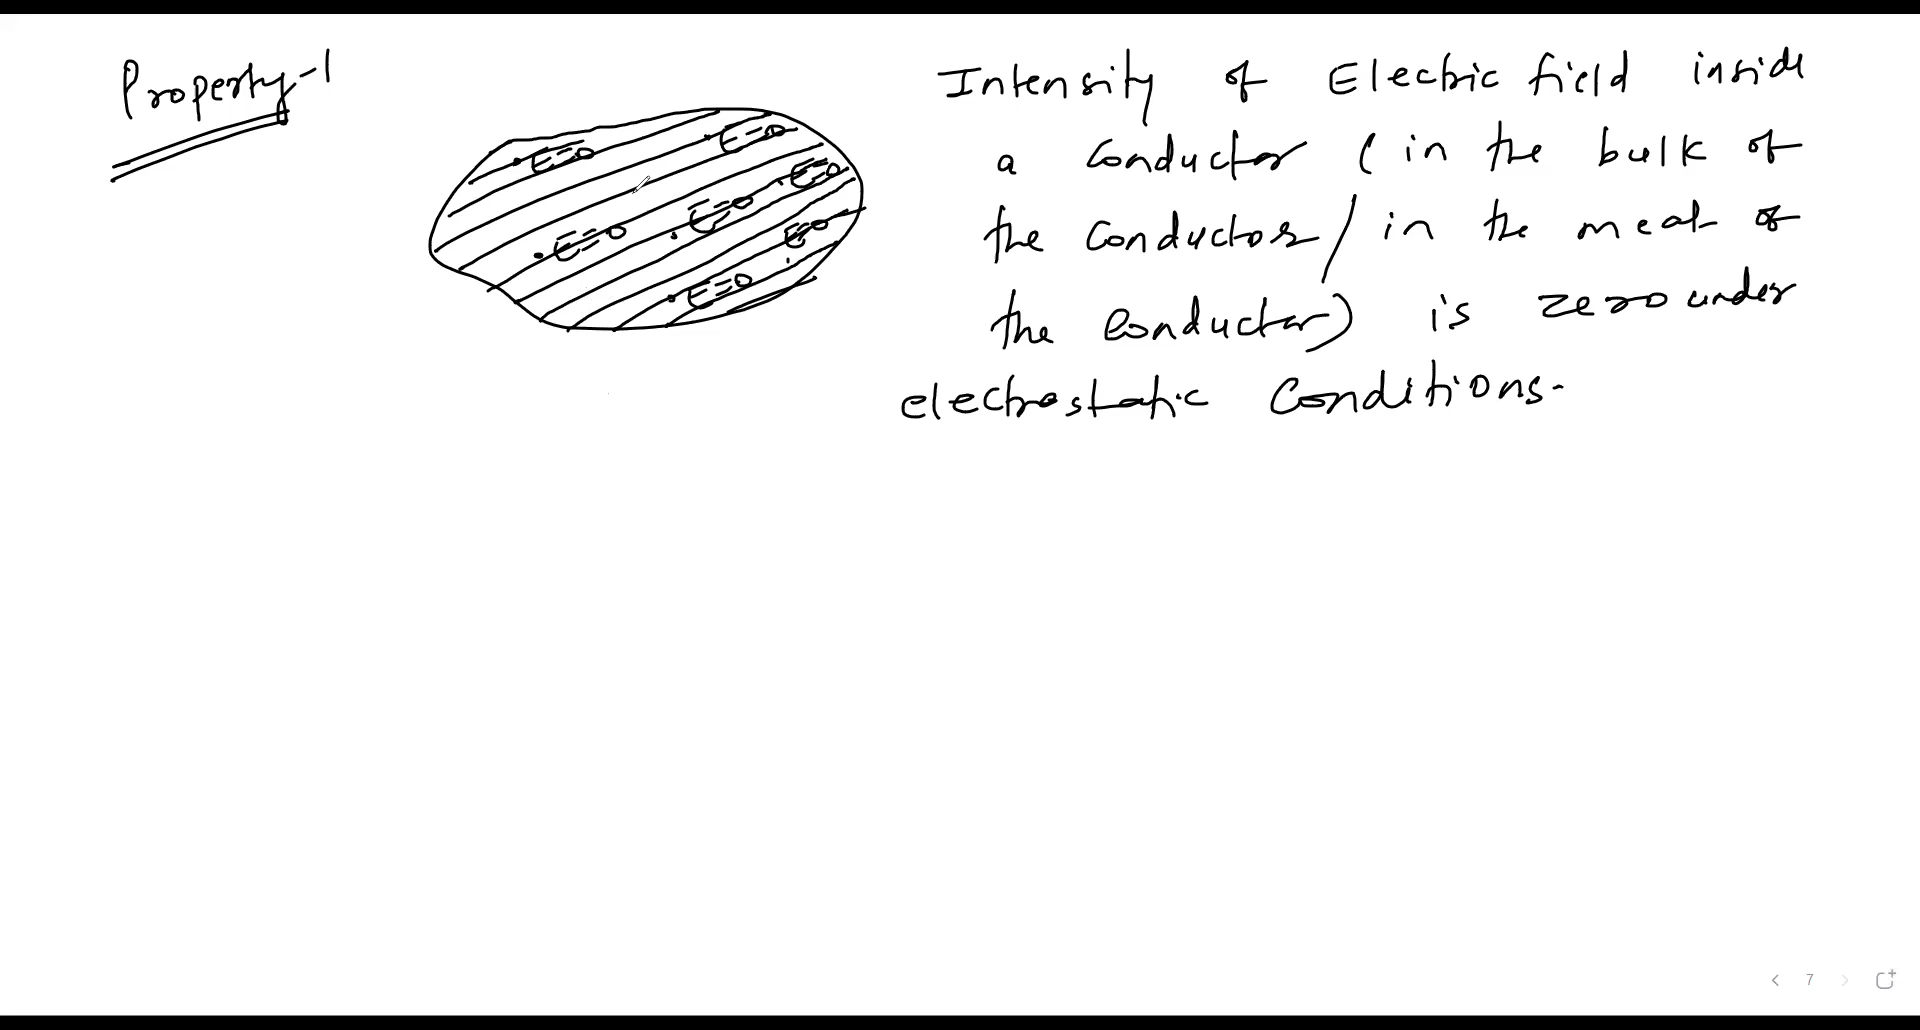 Property-1
Intensity of Electric field inside
a conductor (in the bulk of
the conductor/in the meat of
the conductor) is zero under
electrostatic conditions.
E=0
E=0
E=0
E=0
E=0
E=0
E=0
7